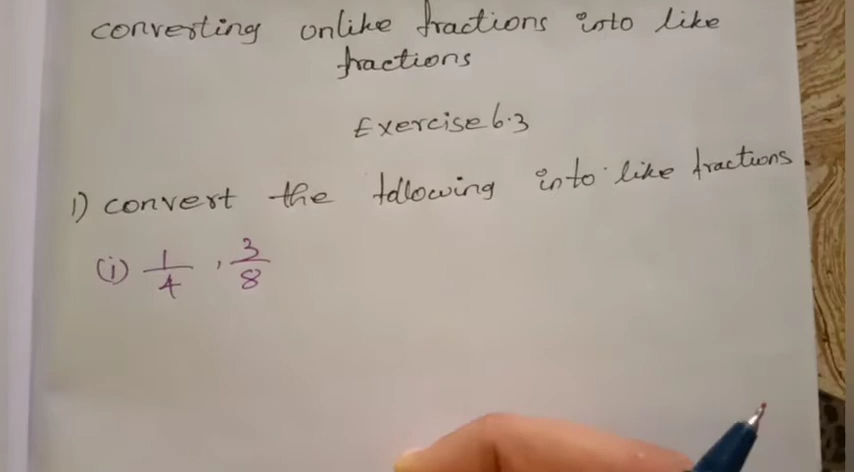 converting onlike fractions into like
fractions
Exercise 6.3
1) convert the following into like fractions
(i) 1/4 , 3/8